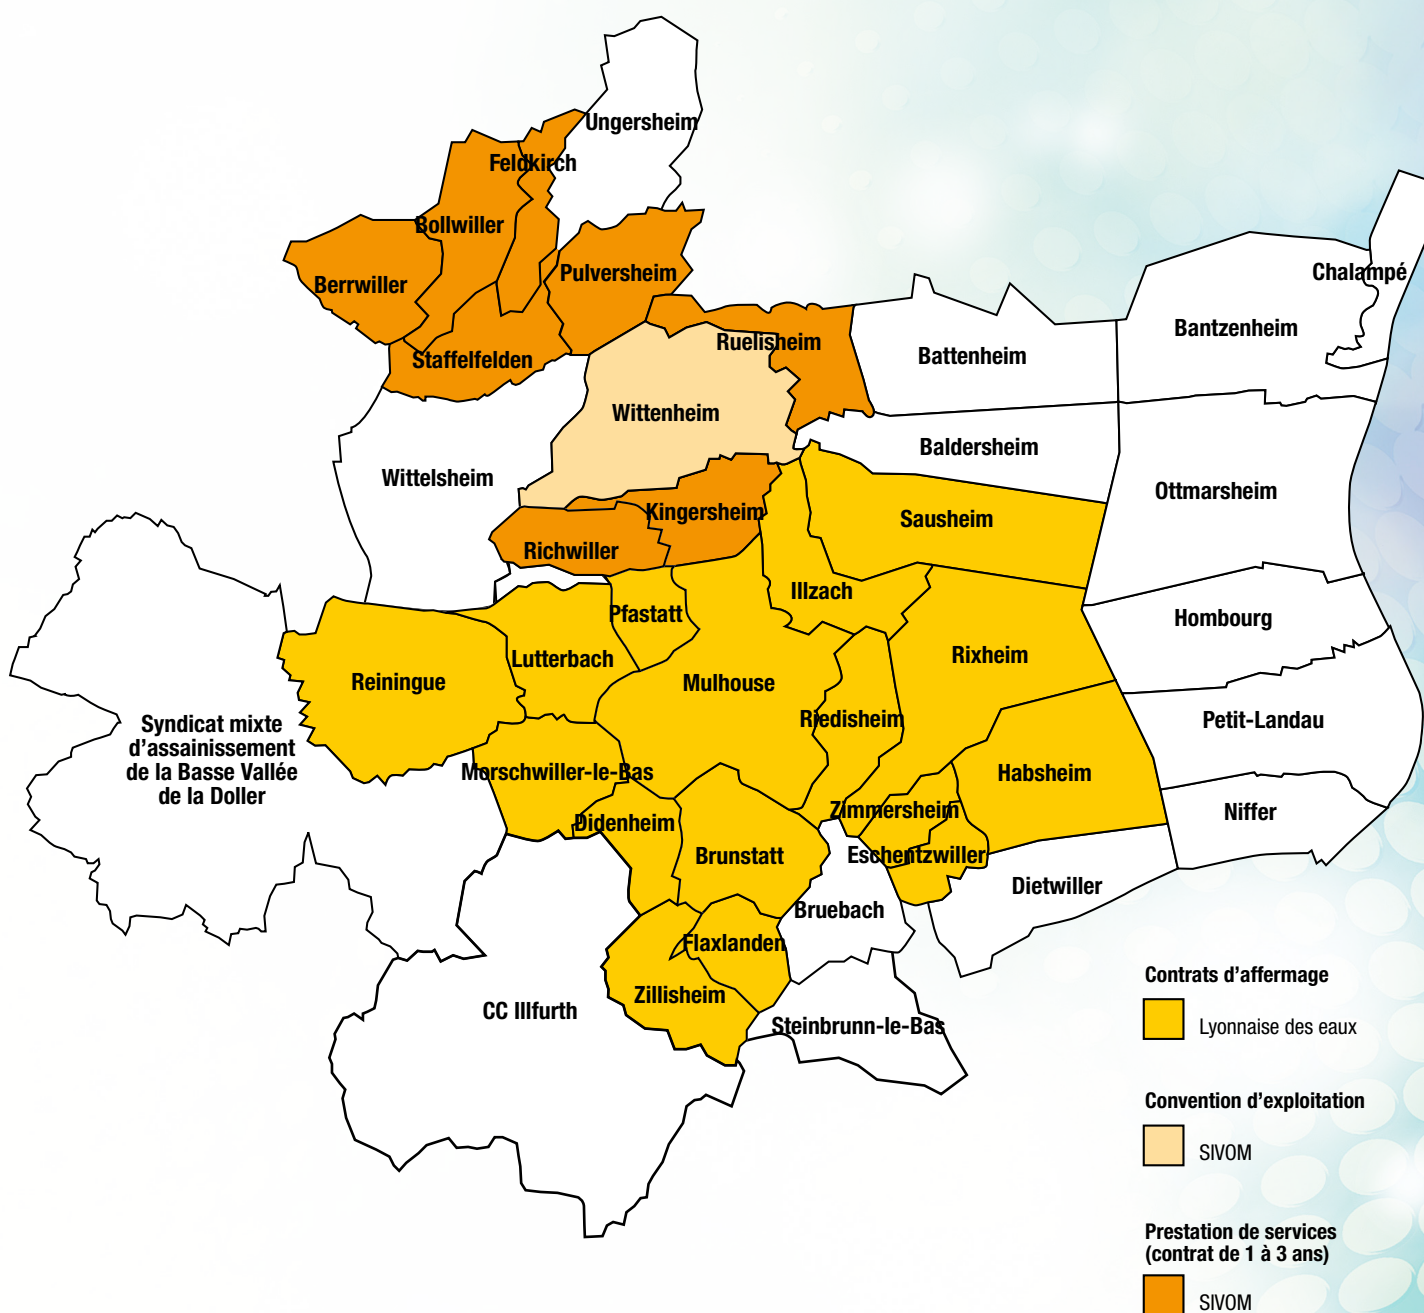 Ungersheim
Feldkirch
Bollwiller
Berrwiller
Pulversheim
Chalampé
Bantzenheim
Ruelisheim
Battenheim
Staffelfelden
Wittenheim
Baldersheim
Wittelsheim
Ottmarsheim
Kingersheim
Sausheim
Richwiller
Illzach
Pfastatt
Hombourg
Lutterbach
Rixheim
Reiningue
Mulhouse
Riedisheim
Petit-Landau
Syndicat mixte
d'assainissement
de la Basse Vallée
de la Doller
Morschwiller-le-Bas
Habsheim
Zimmersheim
Niffer
Didenheim
Brunstatt
Eschentzwiller
Dietwiller
Bruebach
Flaxlanden
Zillisheim
CC Illfurth
Steinbrunn-le-Bas
Contrats d'affermage
Lyonnaise des eaux
Convention d'exploitation
SIVOM
Prestation de services
(contrat de 1 à 3 ans)
SIVOM